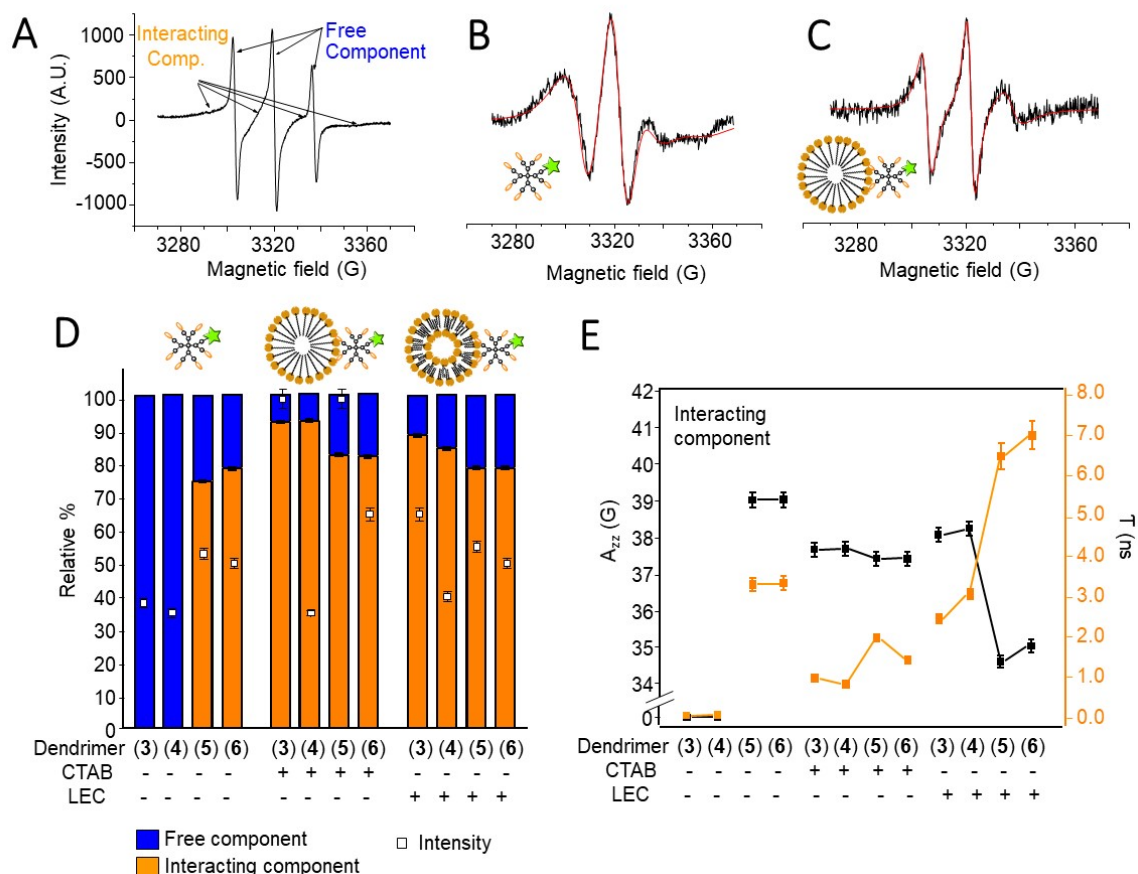 A
Interacting
Comp.
Free
Component
Intensity (A.U.)
1000
500
0
-500
-1000
3280
3320
3360
Magnetic field (G)
B
3280
3320
3360
Magnetic field (G)
C
3280
3320
3360
Magnetic field (G)
D
Relative %
100
90
80
70
60
50
40
30
20
10
0
Dendrimer (3) (4) (5) (6) (3) (4) (5) (6) (3) (4) (5) (6)
CTAB - - - - + + + + - - - -
LEC - - - - - - - - + + + +
Free component
Interacting component
Intensity
E
Interacting
component
Azz (G)
42
41
40
39
38
37
36
35
34
0
T (ns
8.0
7.0
6.0
5.0
4.0
3.0
2.0
1.0
0.0
Dendrimer (3) (4) (5) (6) (3) (4) (5) (6) (3) (4) (5) (6)
CTAB - - - - + + + + - - - -
LEC - - - - - - - - + + + +